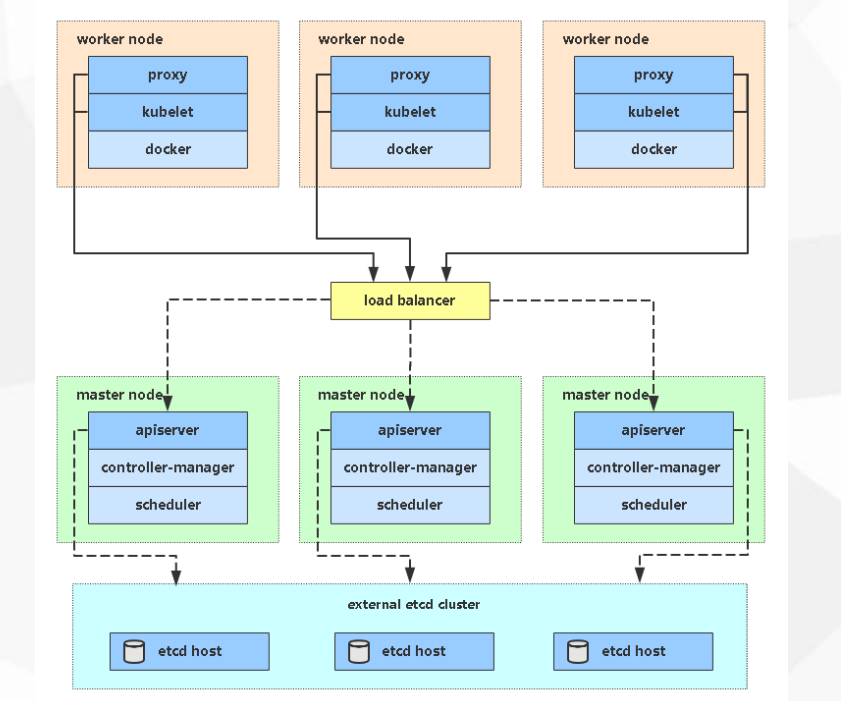 worker node
worker node
worker node
proxy
proxy
proxy
kubelet
kubelet
kubelet
docker
docker
docker
load balancer
master node
master node
master node
apiserver
apiserver
apiserver
controller-manager
controller-manager
controller-manager
scheduler
scheduler
scheduler
external etcd cluster
etcd host
etcd host
etcd host